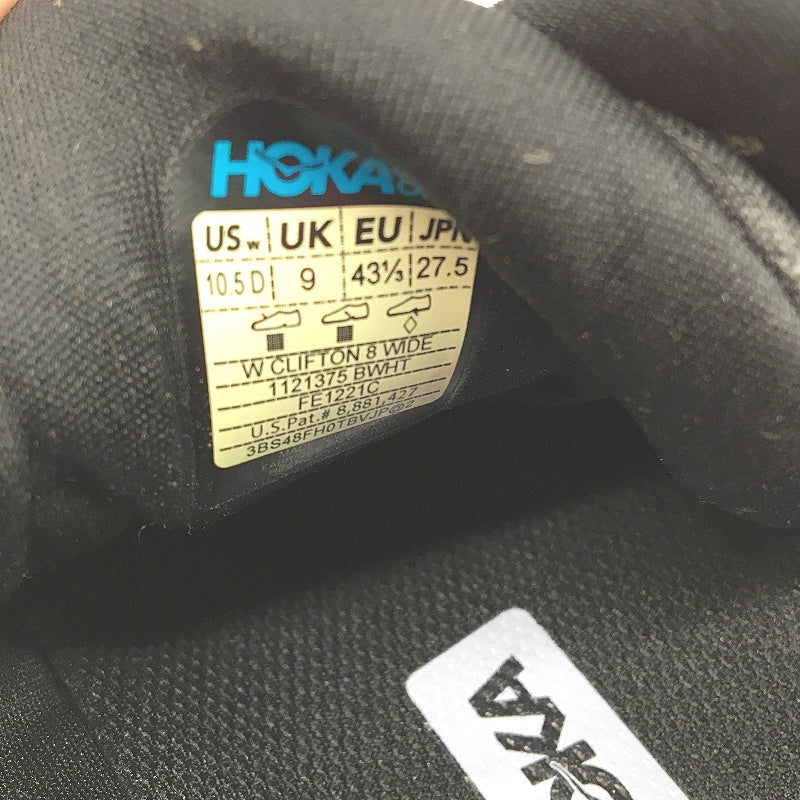 HOKA
US w UK EU JPN
10.5 D 9 43⅓ 27.5
W CLIFTON 8 WIDE
1121375 BWHT
FE1221C
U.S.Pat.# 8,881,427
3BS48FH0TBVJP@2
HOKA